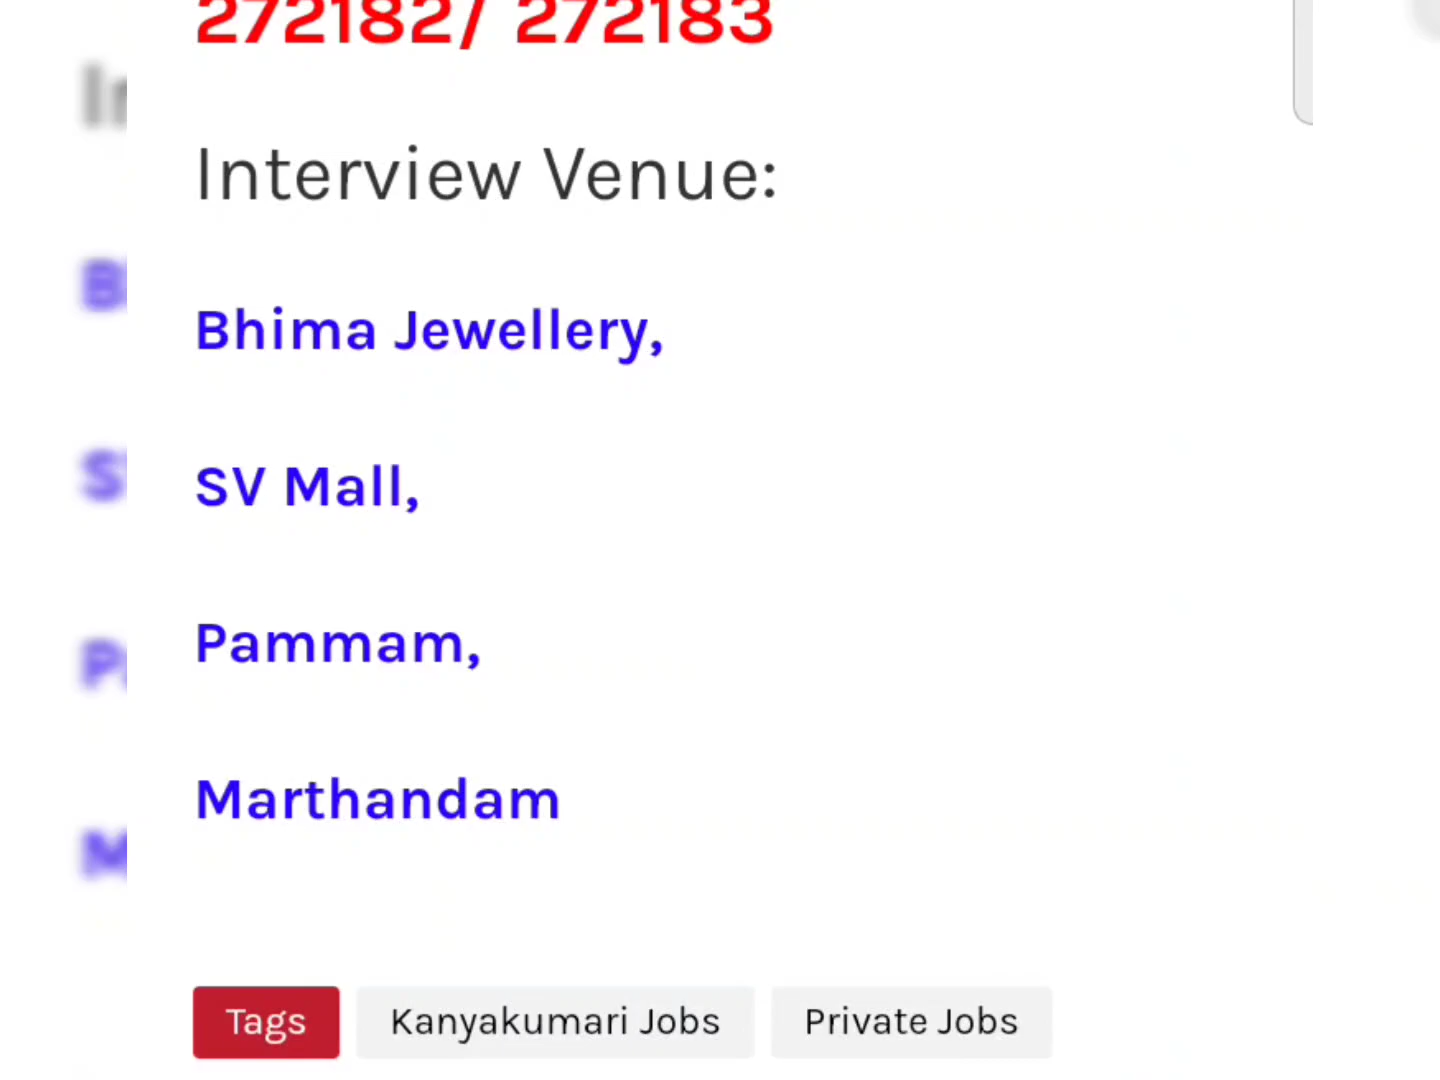 272182/ 272183
Interview Venue:
Bhima Jewellery,
SV Mall,
Pammam,
Marthandam
Tags Kanyakumari Jobs Private Jobs